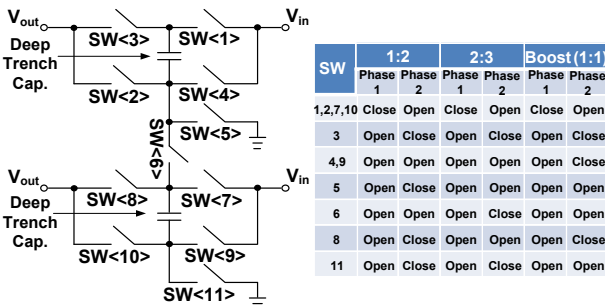 Vout
SW<3>
SW<1>
Vin
Deep
Trench
Cap.
SW<2>
SW<4>
SW<5>
SW<6>
Vout
SW<8>
SW<7>
Vin
Deep
Trench
Cap.
SW<10>
SW<9>
SW<11>
SW 1:2 2:3 Boost(1:1)
Phase 1 Phase 2 Phase 1 Phase 2 Phase 1 Phase 2
1,2,7,10 Close Open Close Open Close Open
3 Open Close Open Close Open Close
4,9 Open Open Open Open Open Close
5 Open Close Open Open Open Open
6 Open Open Open Close Open Open
8 Open Close Open Open Open Close
11 Open Close Open Close Open Open